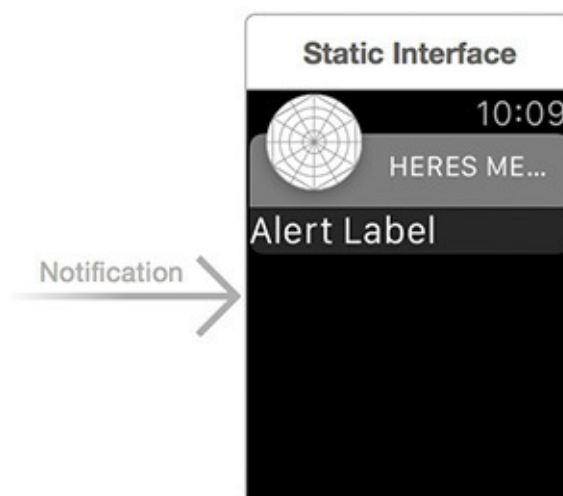 Static Interface
10:09
HERES ME...
Alert Label
Notification